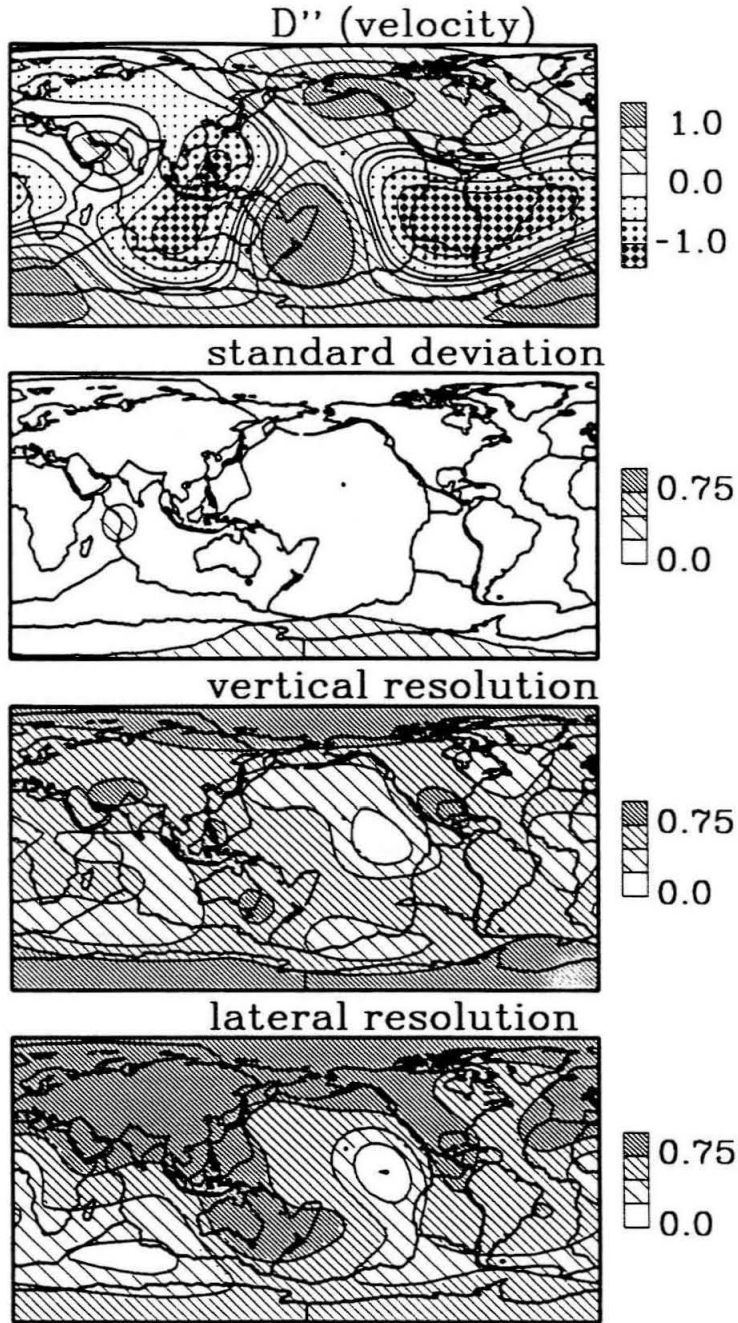 D'' (velocity)
1.0
0.0
-1.0
standard deviation
0.75
0.0
vertical resolution
0.75
0.0
lateral resolution
0.75
0.0